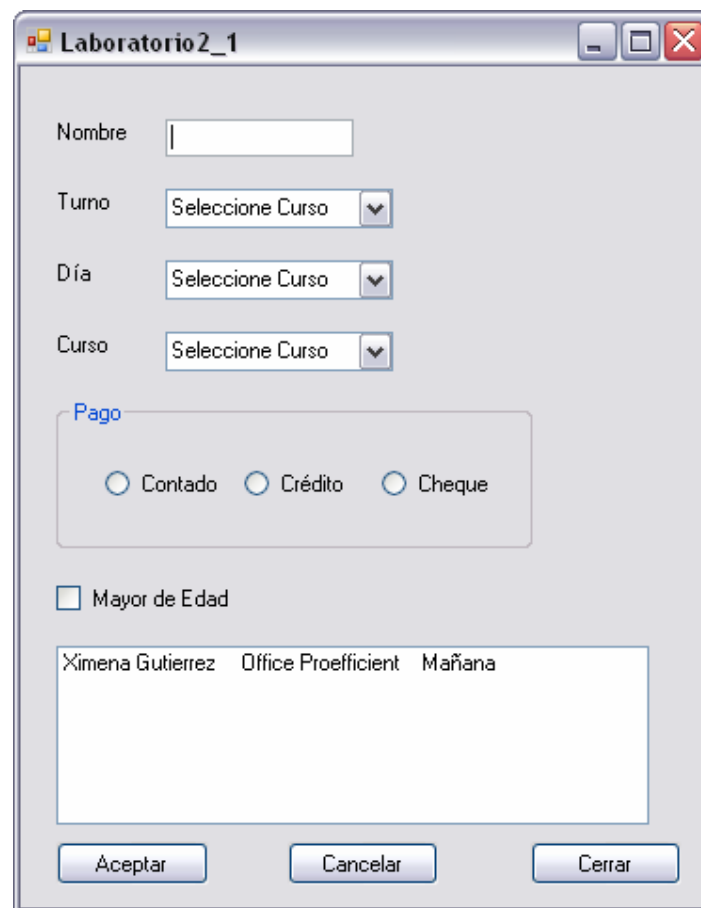 Laboratorio2_1
Nombre
Turno Seleccione Curso
Día Seleccione Curso
Curso Seleccione Curso
Pago
Contado Crédito Cheque
Mayor de Edad
Ximena Gutierrez Office Proefficient Mañana
Aceptar Cancelar Cerrar